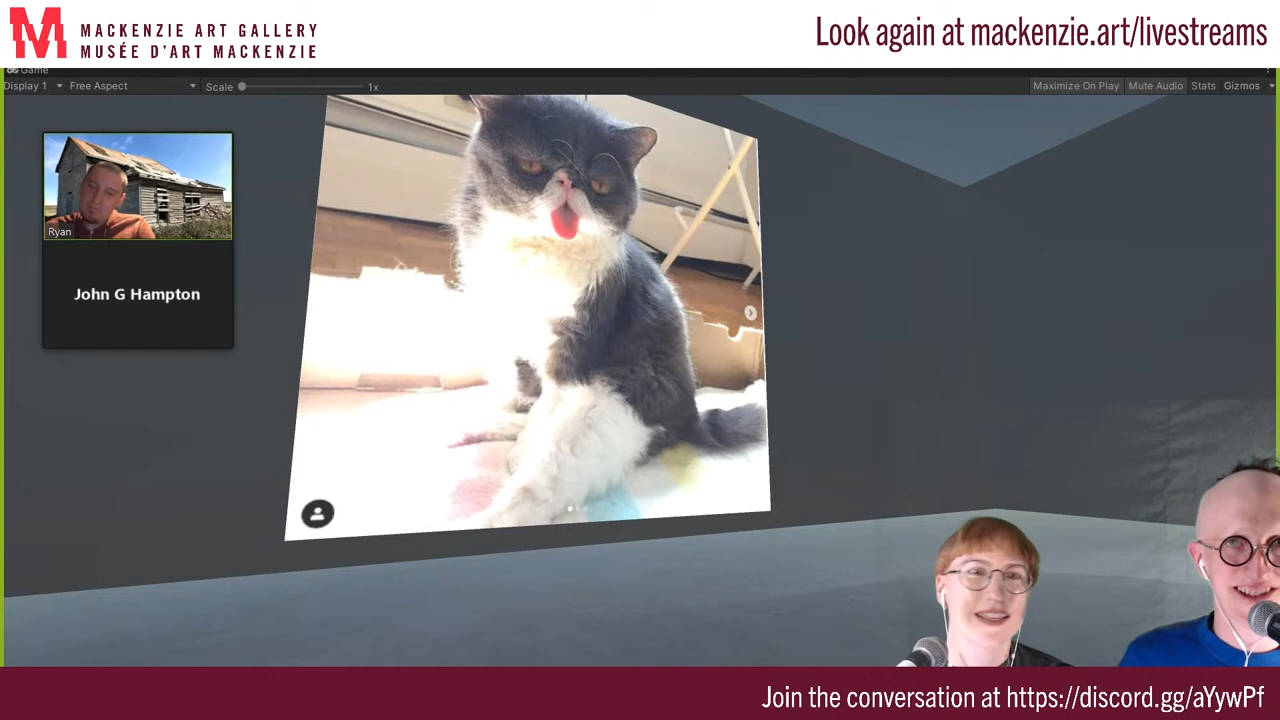 MACKENZIE ART GALLERY
MUSÉE D'ART MACKENZIE
Look again at mackenzie.art/livestreams
Game
Display 1 Free Aspect Scale 1x Maximize On Play Mute Audio Stats Gizmos
Ryan
John G Hampton
Join the conversation at https://discord.gg/aYywPf